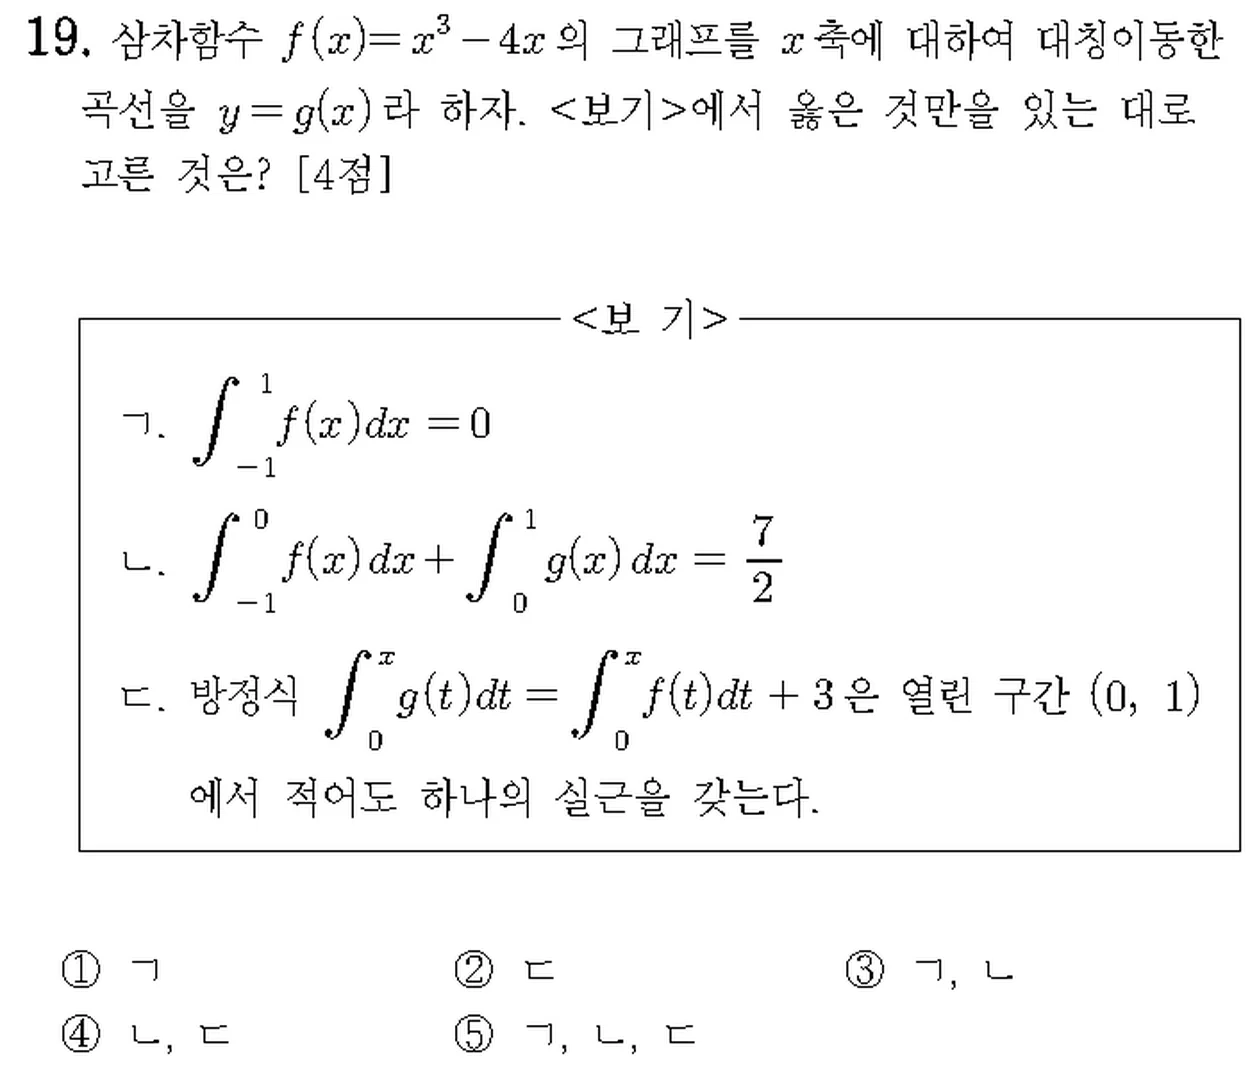 19. 삼차함수 f(x)=x³-4x의 그래프를 x축에 대하여 대칭이동한
곡선을 y=g(x)라 하자. <보기>에서 옳은 것만을 있는 대로
고른 것은? [4점]
<보 기>
ㄱ. ∫_{-1}^{1} f(x)dx = 0
ㄴ. ∫_{-1}^{0} f(x)dx + ∫_{0}^{1} g(x)dx = 7/2
ㄷ. 방정식 ∫_{0}^{x} g(t)dt = ∫_{0}^{x} f(t)dt + 3은 열린 구간 (0, 1)
에서 적어도 하나의 실근을 갖는다.
① ㄱ ② ㄷ ③ ㄱ, ㄴ
④ ㄴ, ㄷ ⑤ ㄱ, ㄴ, ㄷ